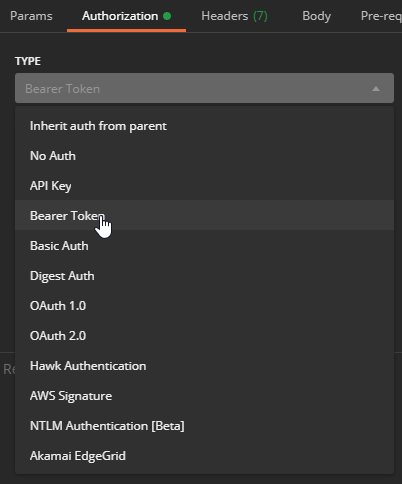 Params Authorization Headers (7) Body Pre-req
TYPE
Bearer Token
Inherit auth from parent
No Auth
API Key
Bearer Token
Basic Auth
Digest Auth
OAuth 1.0
OAuth 2.0
Re
Hawk Authentication
AWS Signature
NTLM Authentication [Beta]
Akamai EdgeGrid